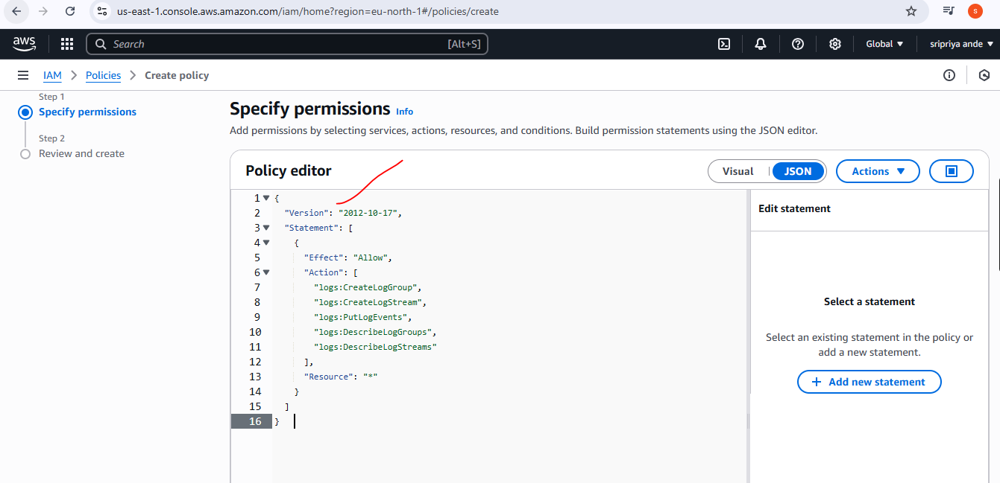 us-east-1.console.aws.amazon.com/iam/home?region=eu-north-1#/policies/create
S
aws
Search [Alt+S]
Global ▼ sripriya ande ▼
IAM > Policies > Create policy
Step 1
Specify permissions
Step 2
Review and create
Specify permissions Info
Add permissions by selecting services, actions, resources, and conditions. Build permission statements using the JSON editor.
Policy editor
Visual JSON Actions ▼
1 {
2 "Version": "2012-10-17",
3 "Statement": [
4 {
5 "Effect": "Allow",
6 "Action": [
7 "logs:CreateLogGroup",
8 "logs:CreateLogStream",
9 "logs:PutLogEvents",
10 "logs:DescribeLogGroups",
11 "logs:DescribeLogStreams"
12 ],
13 "Resource": "*"
14 }
15 ]
16 }
Edit statement
Select a statement
Select an existing statement in the policy or
add a new statement.
+ Add new statement